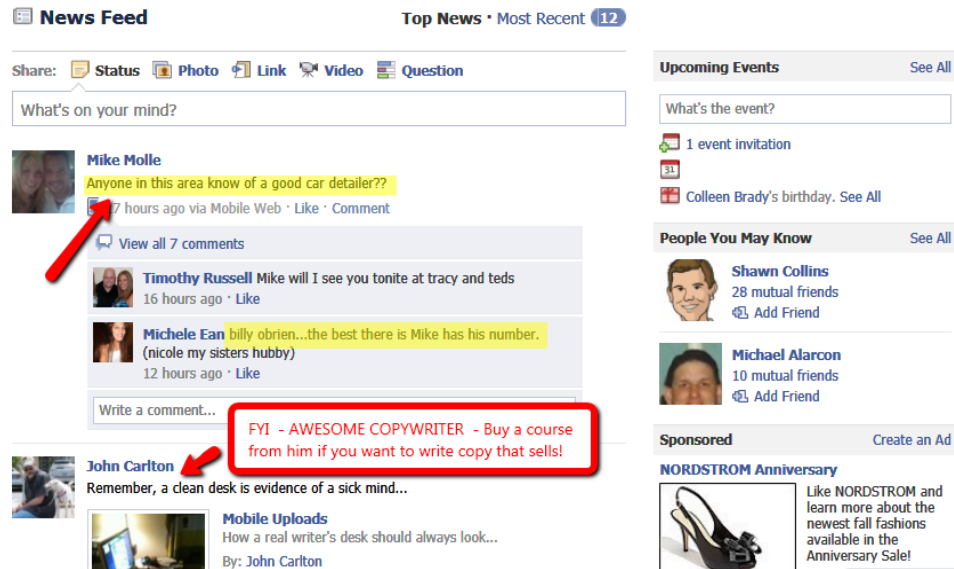 News Feed
Top News · Most Recent 12
Share: Status Photo Link Video Question
What's on your mind?
Mike Molle
Anyone in this area know of a good car detailer??
7 hours ago via Mobile Web · Like · Comment
View all 7 comments
Timothy Russell Mike will I see you tonite at tracy and teds
16 hours ago · Like
Michele Ean billy obrien...the best there is Mike has his number.
(nicole my sisters hubby)
12 hours ago · Like
Write a comment...
FYI - AWESOME COPYWRITER - Buy a course
from him if you want to write copy that sells!
John Carlton
Remember, a clean desk is evidence of a sick mind...
Mobile Uploads
How a real writer's desk should always look...
By: John Carlton
Upcoming Events See All
What's the event?
1 event invitation
31
Colleen Brady's birthday. See All
People You May Know See All
Shawn Collins
28 mutual friends
Add Friend
Michael Alarcon
10 mutual friends
Add Friend
Sponsored Create an Ad
NORDSTROM Anniversary
Like NORDSTROM and
learn more about the
newest fall fashions
available in the
Anniversary Sale!